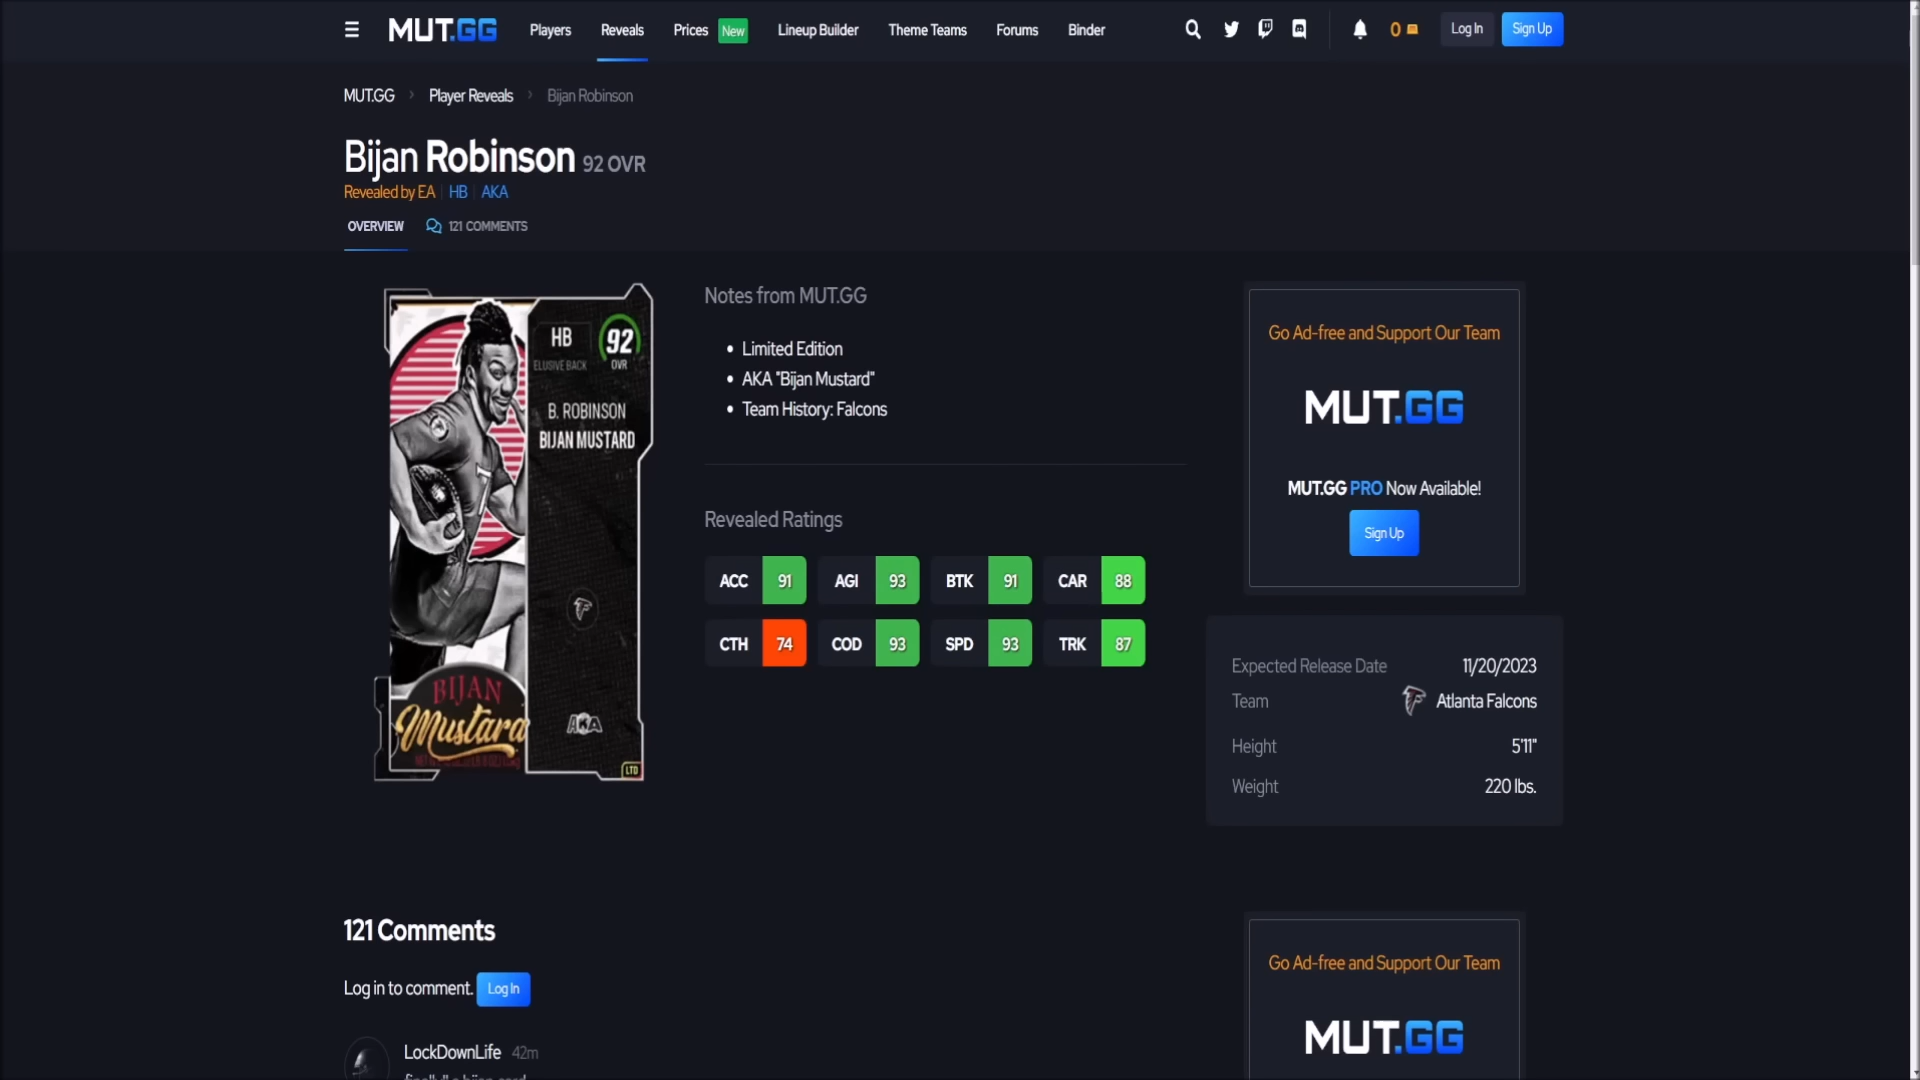 MUT.GG Players Reveals Prices New Lineup Builder Theme Teams Forums Binder 0 Log In Sign Up
MUT.GG > Player Reveals > Bijan Robinson
Bijan Robinson 92 OVR
Revealed by EA HB AKA
OVERVIEW 121 COMMENTS
HB
92
ELUSIVE BACK
OVR
B. ROBINSON
BIJAN MUSTARD
BIJAN
Mustard
AKA
LTD
Notes from MUT.GG
• Limited Edition
• AKA "Bijan Mustard"
• Team History: Falcons
Revealed Ratings
ACC 91 AGI 93 BTK 91 CAR 88
CTH 74 COD 93 SPD 93 TRK 87
Go Ad-free and Support Our Team
MUT.GG
MUT.GG PRO Now Available!
Sign Up
Expected Release Date 11/20/2023
Team Atlanta Falcons
Height 5'11"
Weight 220 lbs.
121 Comments
Log in to comment. Log In
LockDownLife 42m
Go Ad-free and Support Our Team
MUT.GG